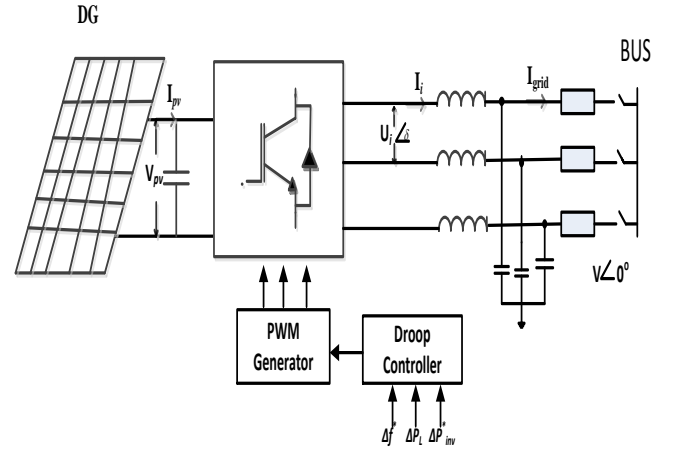 DG
BUS
I_pv
I_i
I_grid
U_i∠δ
V_pv
V∠0°
PWM
Generator
Droop
Controller
Δf*
ΔP_L
ΔP*_inv